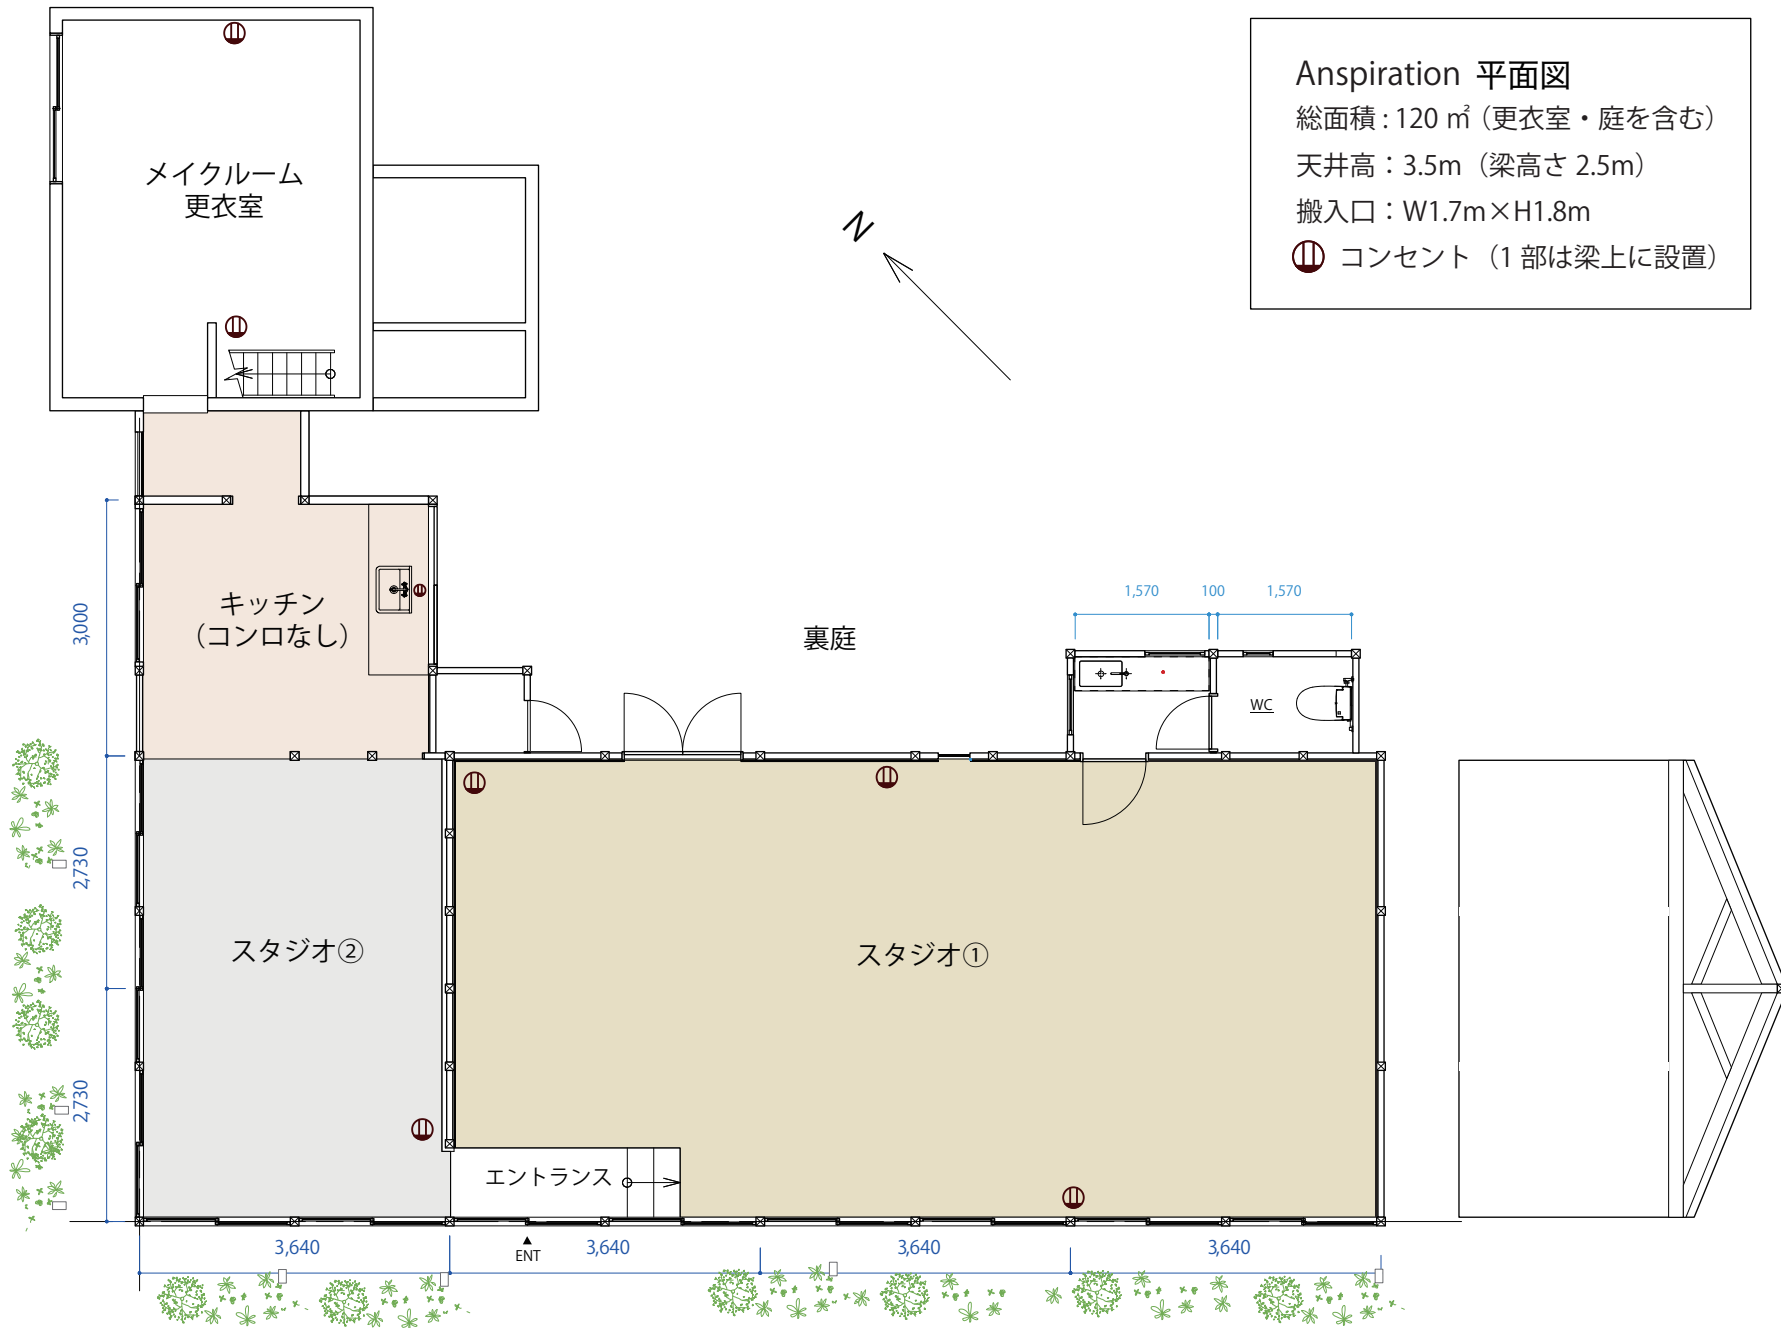 Anspiration 平面図
総面積 : 120 ㎡（更衣室・庭を含む）
天井高：3.5m（梁高さ 2.5m）
搬入口：W1.7m×H1.8m
コンセント（1 部は梁上に設置）
メイクルーム
更衣室
N
キッチン
（コンロなし）
3,000
裏庭
1,570
100
1,570
WC
2,730
スタジオ②
スタジオ①
2,730
エントランス
3,640
ENT
3,640
3,640
3,640